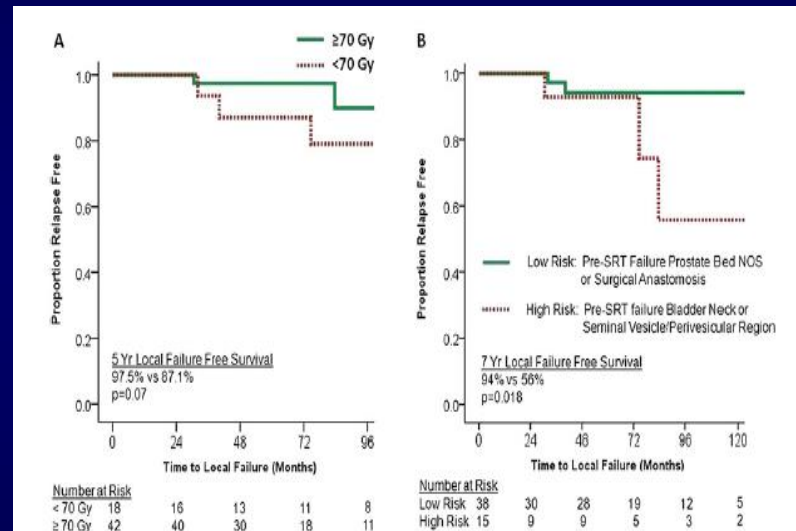 A
≥70 Gy
<70 Gy
Proportion Relapse Free
1.0
0.8
0.6
0.4
0.2
0.0
5 Yr Local Failure Free Survival
97.5% vs 87.1%
p=0.07
0 24 48 72 96
Time to Local Failure (Months)
Number at Risk
< 70 Gy 18 16 13 11 8
≥ 70 Gy 42 40 30 18 11
B
Proportion Relapse Free
1.0
0.8
0.6
0.4
0.2
0.0
Low Risk: Pre-SRT Failure Prostate Bed NOS
or Surgical Anastomosis
High Risk: Pre-SRT failure Bladder Neck or
Seminal Vesicle/Perivesicular Region
7 Yr Local Failure Free Survival
94% vs 56%
p=0.018
0 24 48 72 96 120
Time to Local Failure (Months)
Number at Risk
Low Risk 38 30 28 19 12 5
High Risk 15 9 9 5 3 2